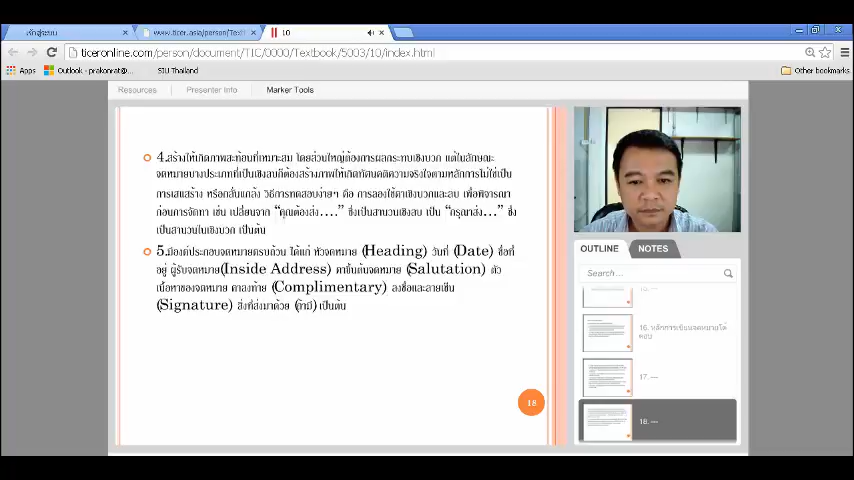 เข้าสู่ระบบ
www.ticer.asia/person/Text
10
ticeronline.com/person/document/TIC/0000/Textbook/5003/10/index.html
Apps
Outlook - prakonrat@...
SIU Thailand
Other bookmarks
Resources
Presenter Info
Marker Tools
4.สร้างให้เกิดภาพสะท้อนที่เหมาะสม โดยส่วนใหญ่ต้องการผลกระทบเชิงบวก แต่ในลักษณะ
จดหมายบางประเภทที่เป็นเชิงลบก็ต้องสร้างภาพให้เกิดทัศนคติความจริงใจตามหลักการไม่ใช่เป็น
การเสแสร้าง หรือกลั่นแกล้ง วิธีการทดสอบง่ายๆ คือ การลองใช้คำเชิงบวกและลบ เพื่อพิจารณา
ก่อนการจัดทำ เช่น เปลี่ยนจาก "คุณต้องส่ง...." ซึ่งเป็นสำนวนเชิงลบ เป็น "กรุณาส่ง..." ซึ่ง
เป็นสำนวนในเชิงบวก เป็นต้น
5.มีองค์ประกอบจดหมายครบถ้วน ได้แก่ หัวจดหมาย (Heading) วันที่ (Date) ชื่อที่
อยู่ ผู้รับจดหมาย(Inside Address) คำขึ้นต้นจดหมาย (Salutation) ตัว
เนื้อหาของจดหมาย คำลงท้าย (Complimentary) ลงชื่อและลายเซ็น
(Signature) สิ่งที่ส่งมาด้วย (ถ้ามี) เป็นต้น
18
OUTLINE
NOTES
Search...
15. ---
16. หลักการเขียนจดหมายโต้
ตอบ
17. ---
18. ---